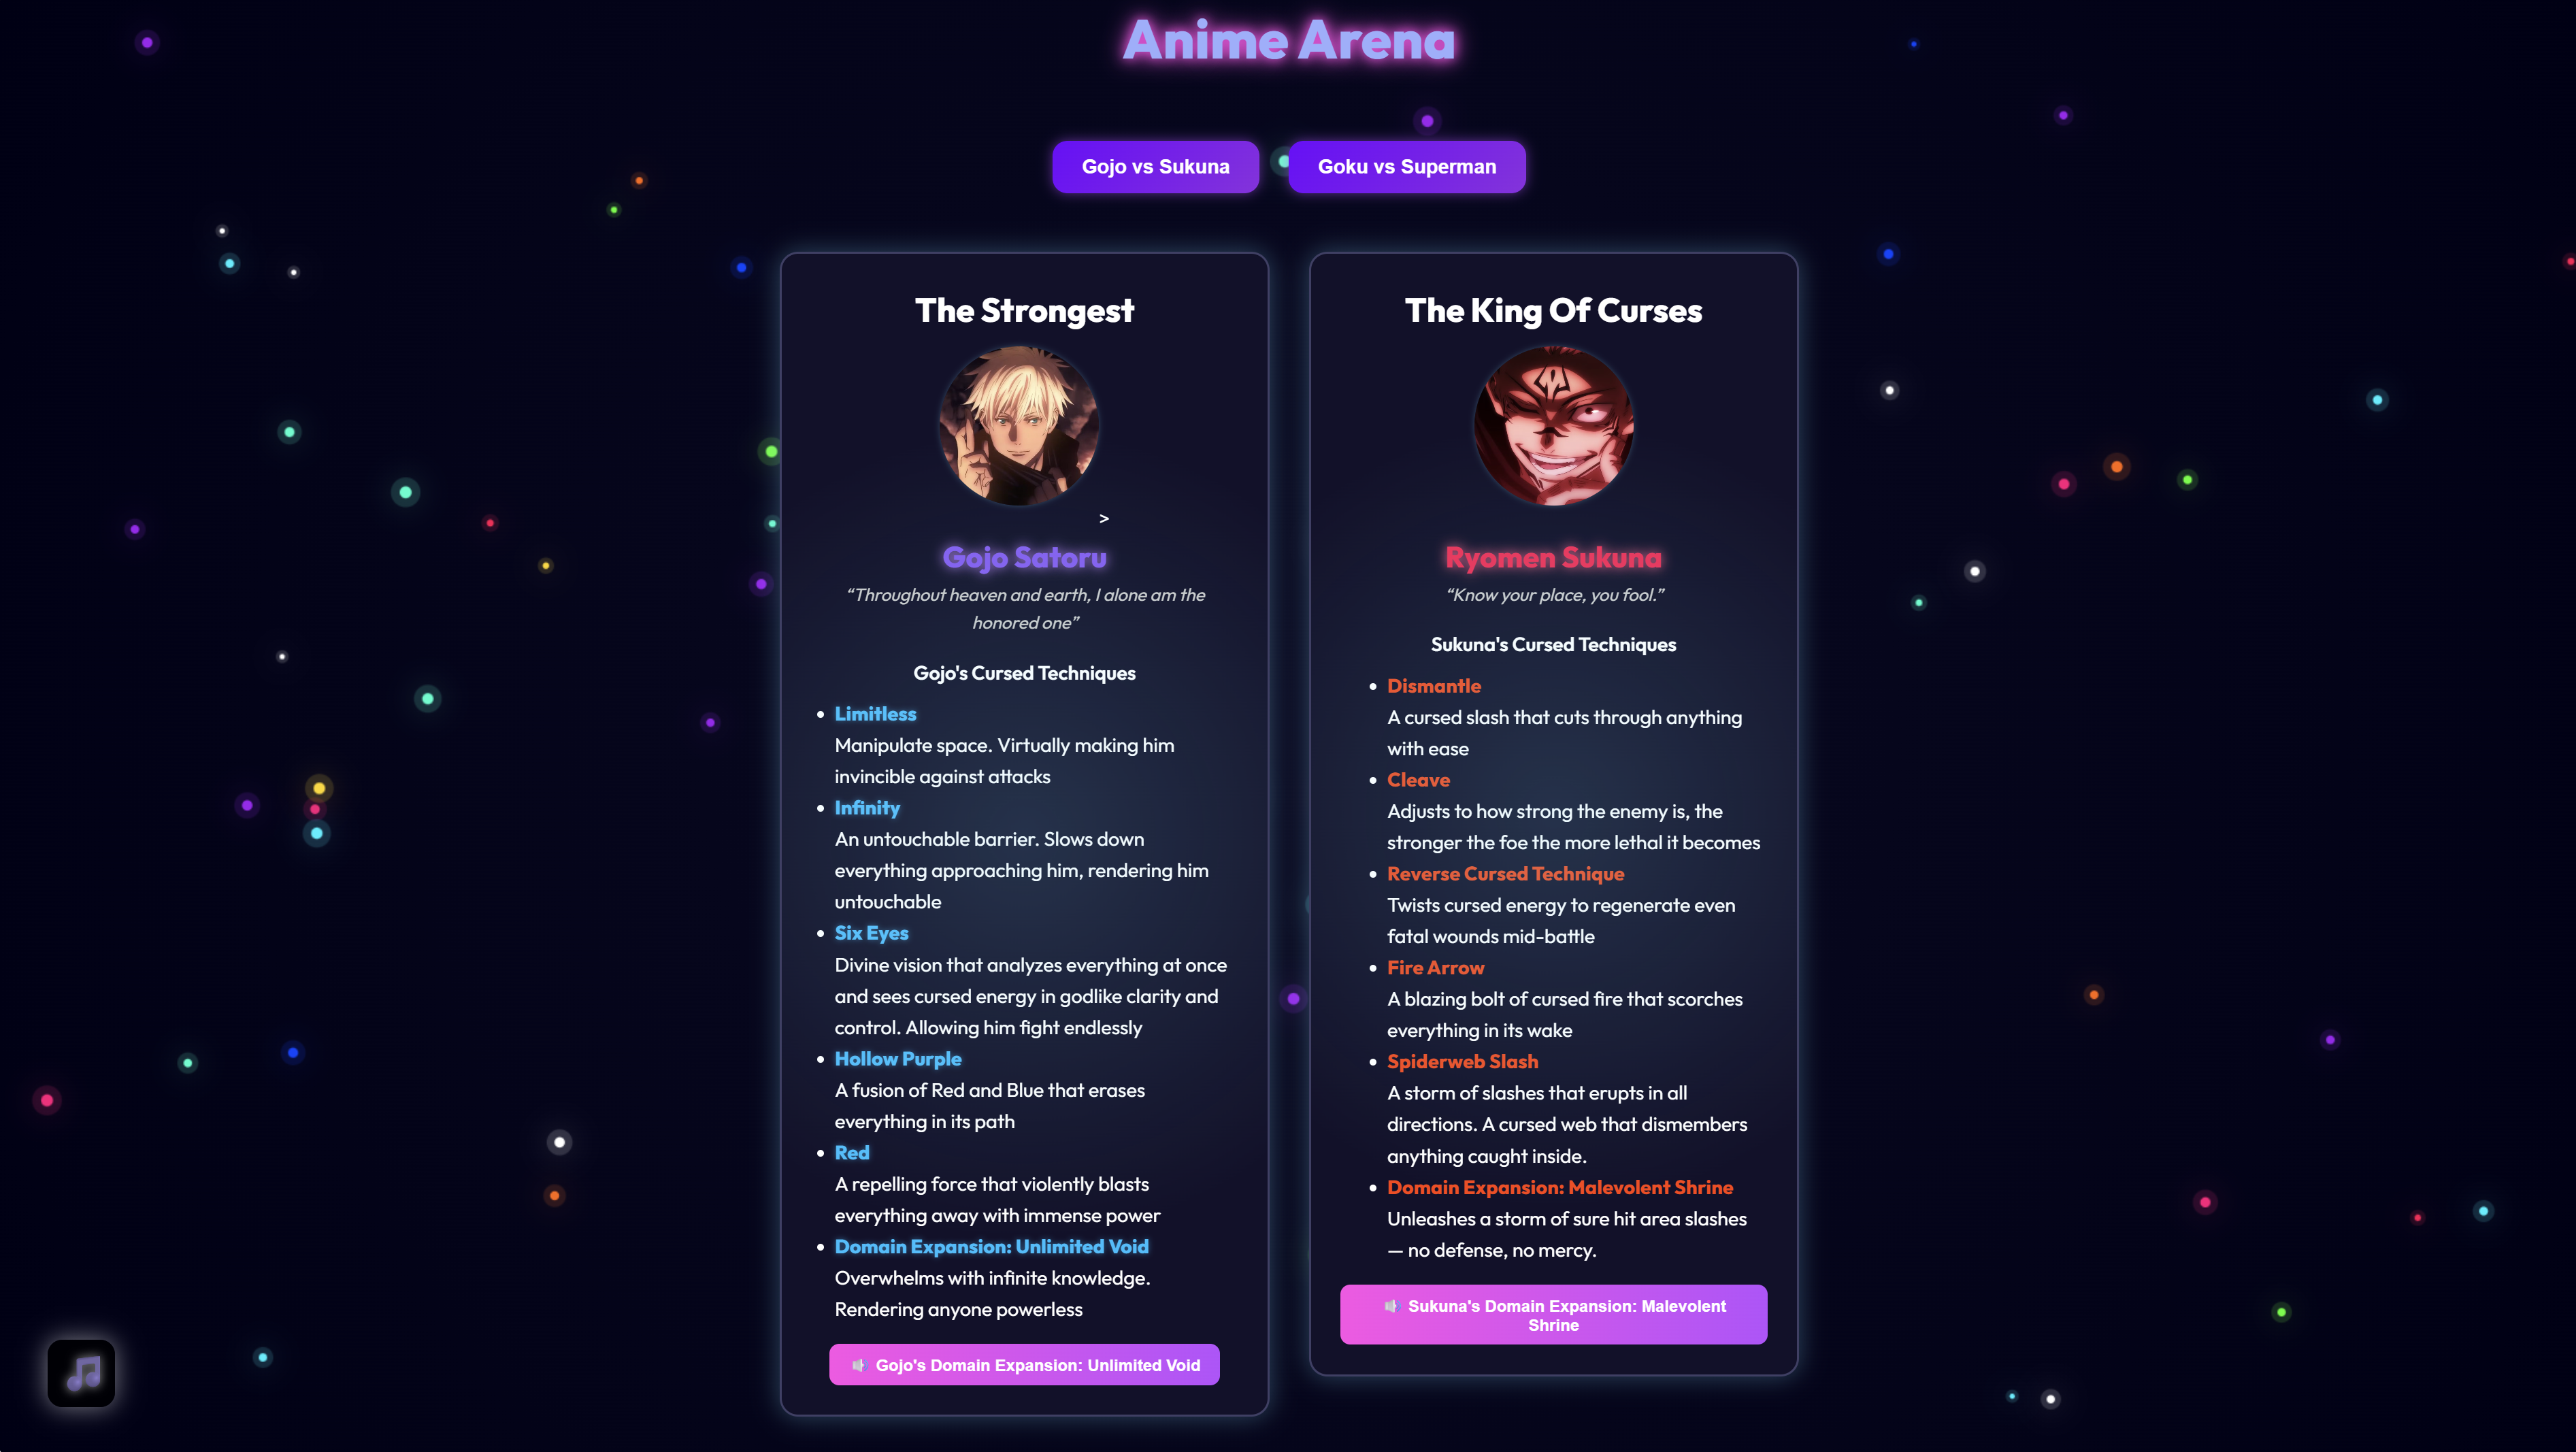 Anime Arena
Gojo vs Sukuna
Goku vs Superman
The Strongest
>
Gojo Satoru
“Throughout heaven and earth, I alone am the
honored one”
Gojo's Cursed Techniques
• Limitless
Manipulate space. Virtually making him
invincible against attacks
• Infinity
An untouchable barrier. Slows down
everything approaching him, rendering him
untouchable
• Six Eyes
Divine vision that analyzes everything at once
and sees cursed energy in godlike clarity and
control. Allowing him fight endlessly
• Hollow Purple
A fusion of Red and Blue that erases
everything in its path
• Red
A repelling force that violently blasts
everything away with immense power
• Domain Expansion: Unlimited Void
Overwhelms with infinite knowledge.
Rendering anyone powerless
Gojo's Domain Expansion: Unlimited Void
The King Of Curses
Ryomen Sukuna
“Know your place, you fool.”
Sukuna's Cursed Techniques
• Dismantle
A cursed slash that cuts through anything
with ease
• Cleave
Adjusts to how strong the enemy is, the
stronger the foe the more lethal it becomes
• Reverse Cursed Technique
Twists cursed energy to regenerate even
fatal wounds mid-battle
• Fire Arrow
A blazing bolt of cursed fire that scorches
everything in its wake
• Spiderweb Slash
A storm of slashes that erupts in all
directions. A cursed web that dismembers
anything caught inside.
• Domain Expansion: Malevolent Shrine
Unleashes a storm of sure hit area slashes
— no defense, no mercy.
Sukuna's Domain Expansion: Malevolent
Shrine